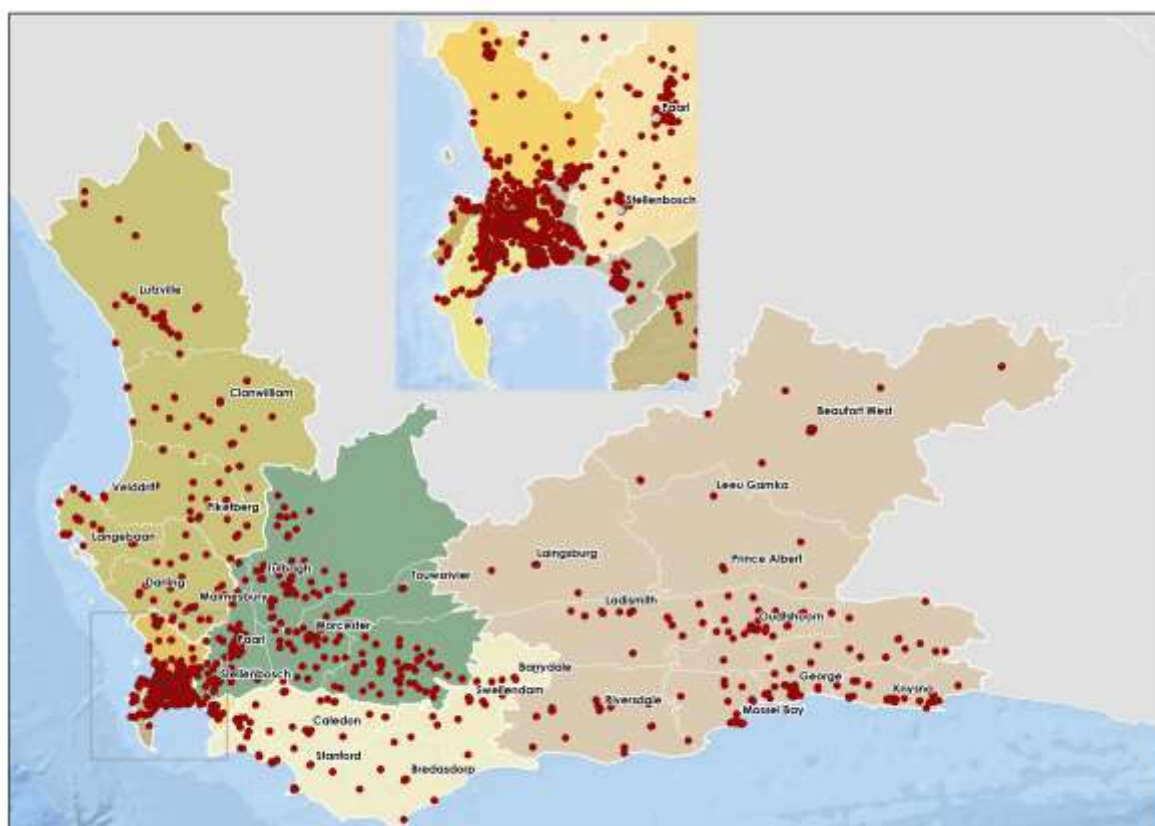 Paarl
Stellenbosch
Lutzville
Clanwilliam
Beaufort West
Velddrift
Piketberg
Leeu Gamka
Langebaan
Laingsburg
Prince Albert
Tulbagh
Touwsrivier
Darling
Malmesbury
Ladismith
Oudtshoorn
Worcester
Paarl
Stellenbosch
Barrydale
George
Swellendam
Knysna
Riversdale
Mossel Bay
Caledon
Stanford
Bredasdorp